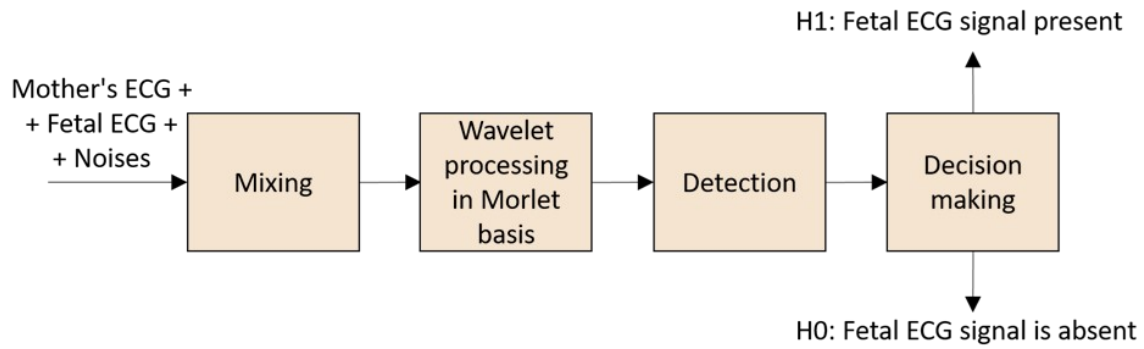 H1: Fetal ECG signal present
Mother's ECG +
+ Fetal ECG +
+ Noises
Mixing
Wavelet
processing
in Morlet
basis
Detection
Decision
making
H0: Fetal ECG signal is absent